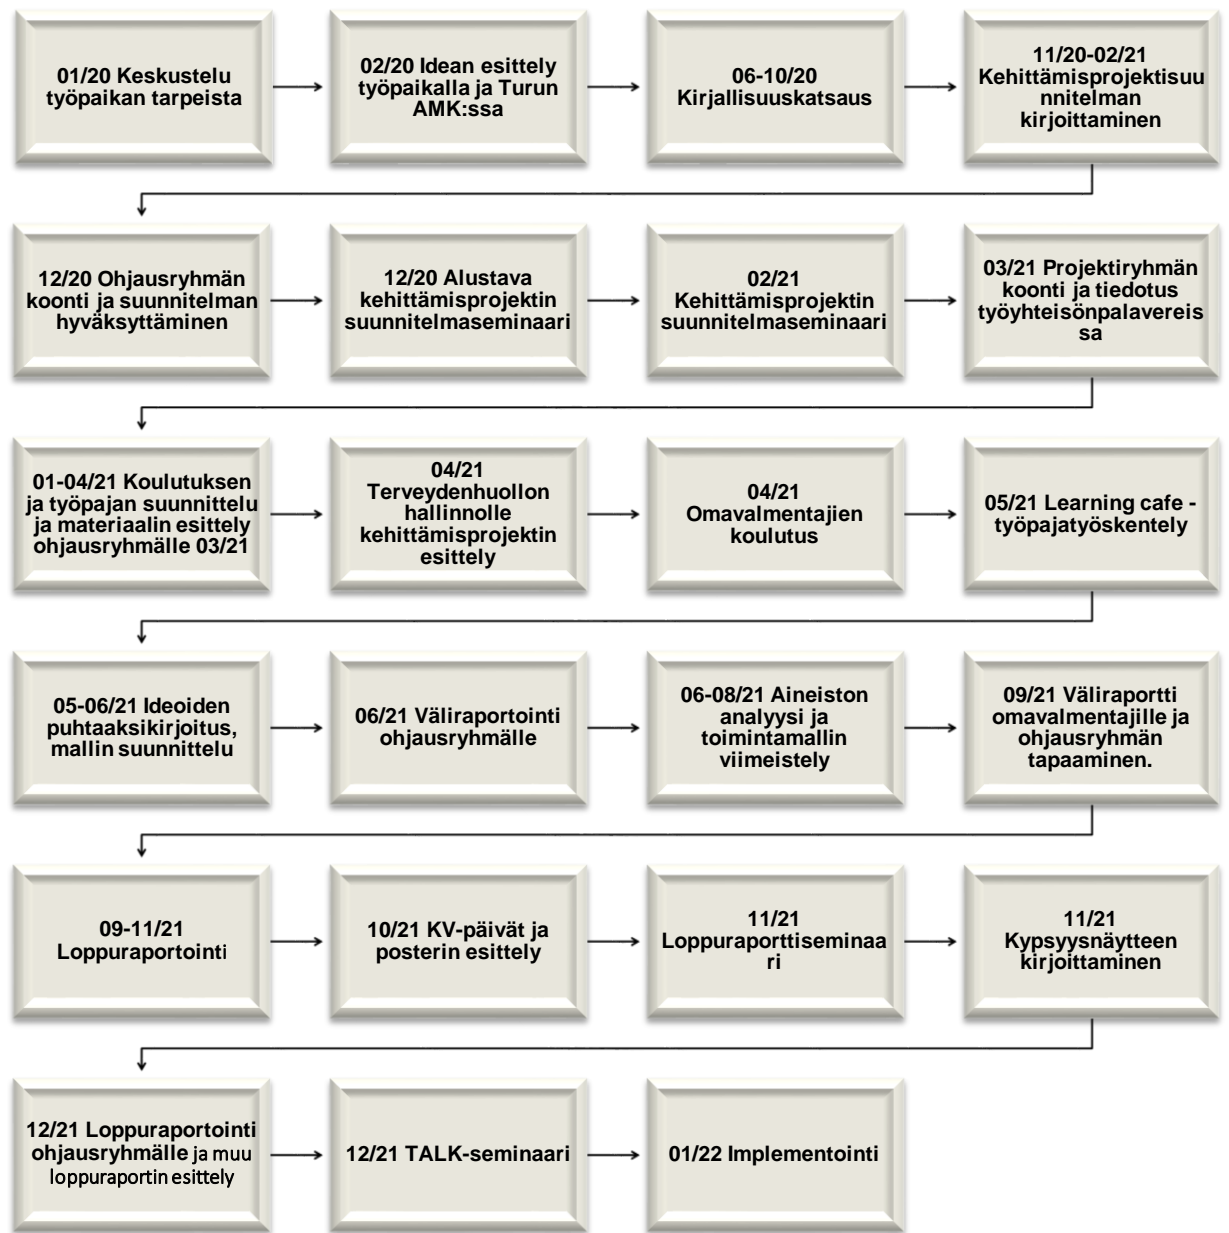 01/20 Keskustelu
työpaikan tarpeista
02/20 Idean esittely
työpaikalla ja Turun
AMK:ssa
06-10/20
Kirjallisuuskatsaus
11/20-02/21
Kehittämisprojektisuu
nnitelman
kirjoittaminen
12/20 Ohjausryhmän
koonti ja suunnitelman
hyväksyttäminen
12/20 Alustava
kehittämisprojektin
suunnitelmaseminaari
02/21
Kehittämisprojektin
suunnitelmaseminaari
03/21 Projektiryhmän
koonti ja tiedotus
työyhteisönpalavereis
sa
01-04/21 Koulutuksen
ja työpajan suunnittelu
ja materiaalin esittely
ohjausryhmälle 03/21
04/21
Terveydenhuollon
hallinnolle
kehittämisprojektin
esittely
04/21
Omavalmentajien
koulutus
05/21 Learning cafe -
työpajatyöskentely
05-06/21 Ideoiden
puhtaaksikirjoitus,
mallin suunnittelu
06/21 Väliraportointi
ohjausryhmälle
06-08/21 Aineiston
analyysi ja
toimintamallin
viimeistely
09/21 Väliraportti
omavalmentajille ja
ohjausryhmän
tapaaminen.
09-11/21
Loppuraportointi
10/21 KV-päivät ja
posterin esittely
11/21
Loppuraporttiseminaa
ri
11/21
Kypsyysnäytteen
kirjoittaminen
12/21 Loppuraportointi
ohjausryhmälle ja muu
loppuraportin esittely
12/21 TALK-seminaari
01/22 Implementointi